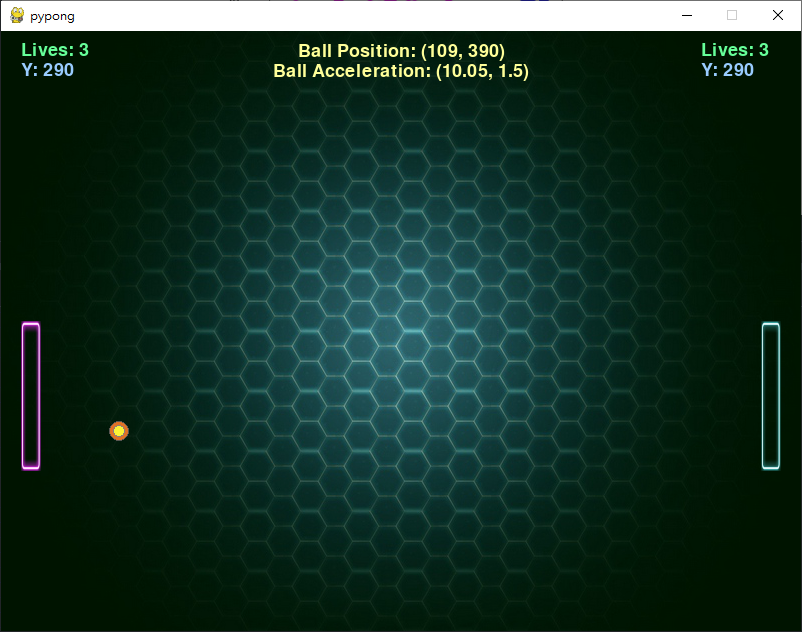 pypong
Lives: 3
Ball Position: (109, 390)
Lives: 3
Y: 290
Ball Acceleration: (10.05, 1.5)
Y: 290